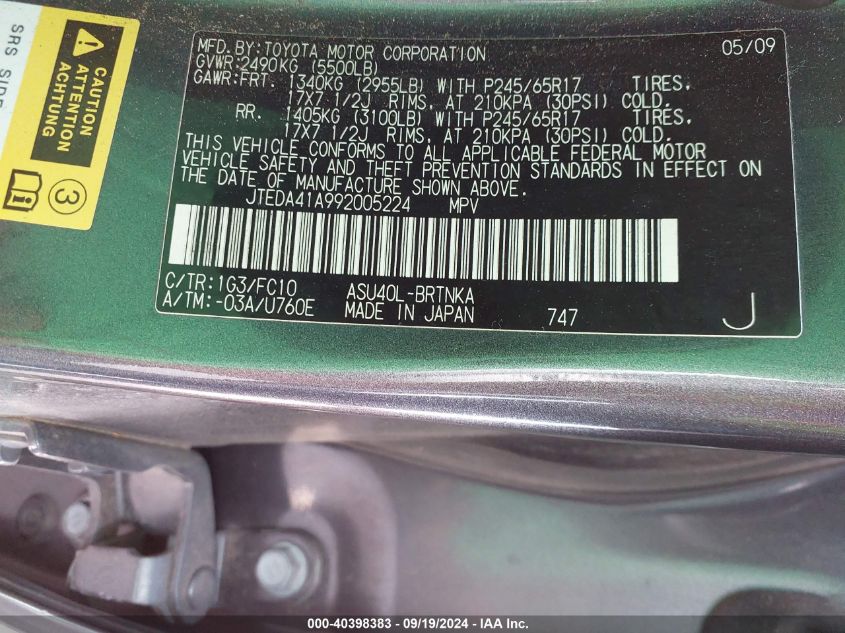 MFD.BY:TOYOTA MOTOR CORPORATION 05/09
GVWR:2490KG (5500LB)
GAWR:FRT. 1340KG (2955LB) WITH P245/65R17 TIRES,
17X7 1/2J RIMS, AT 210KPA (30PSI) COLD.
RR. 1405KG (3100LB) WITH P245/65R17 TIRES,
17X7 1/2J RIMS, AT 210KPA (30PSI) COLD.
THIS VEHICLE CONFORMS TO ALL APPLICABLE FEDERAL MOTOR
VEHICLE SAFETY AND THEFT PREVENTION STANDARDS IN EFFECT ON
THE DATE OF MANUFACTURE SHOWN ABOVE.
JTEDA41A992005224 MPV
C/TR:1G3/FC10 ASU40L-BRTNKA
A/TM:-03A/U760E MADE IN JAPAN 747 J
SRS SIDE
CAUTION
ATTENTION
ACHTUNG
3
000-40398383 - 09/19/2024 - IAA Inc.